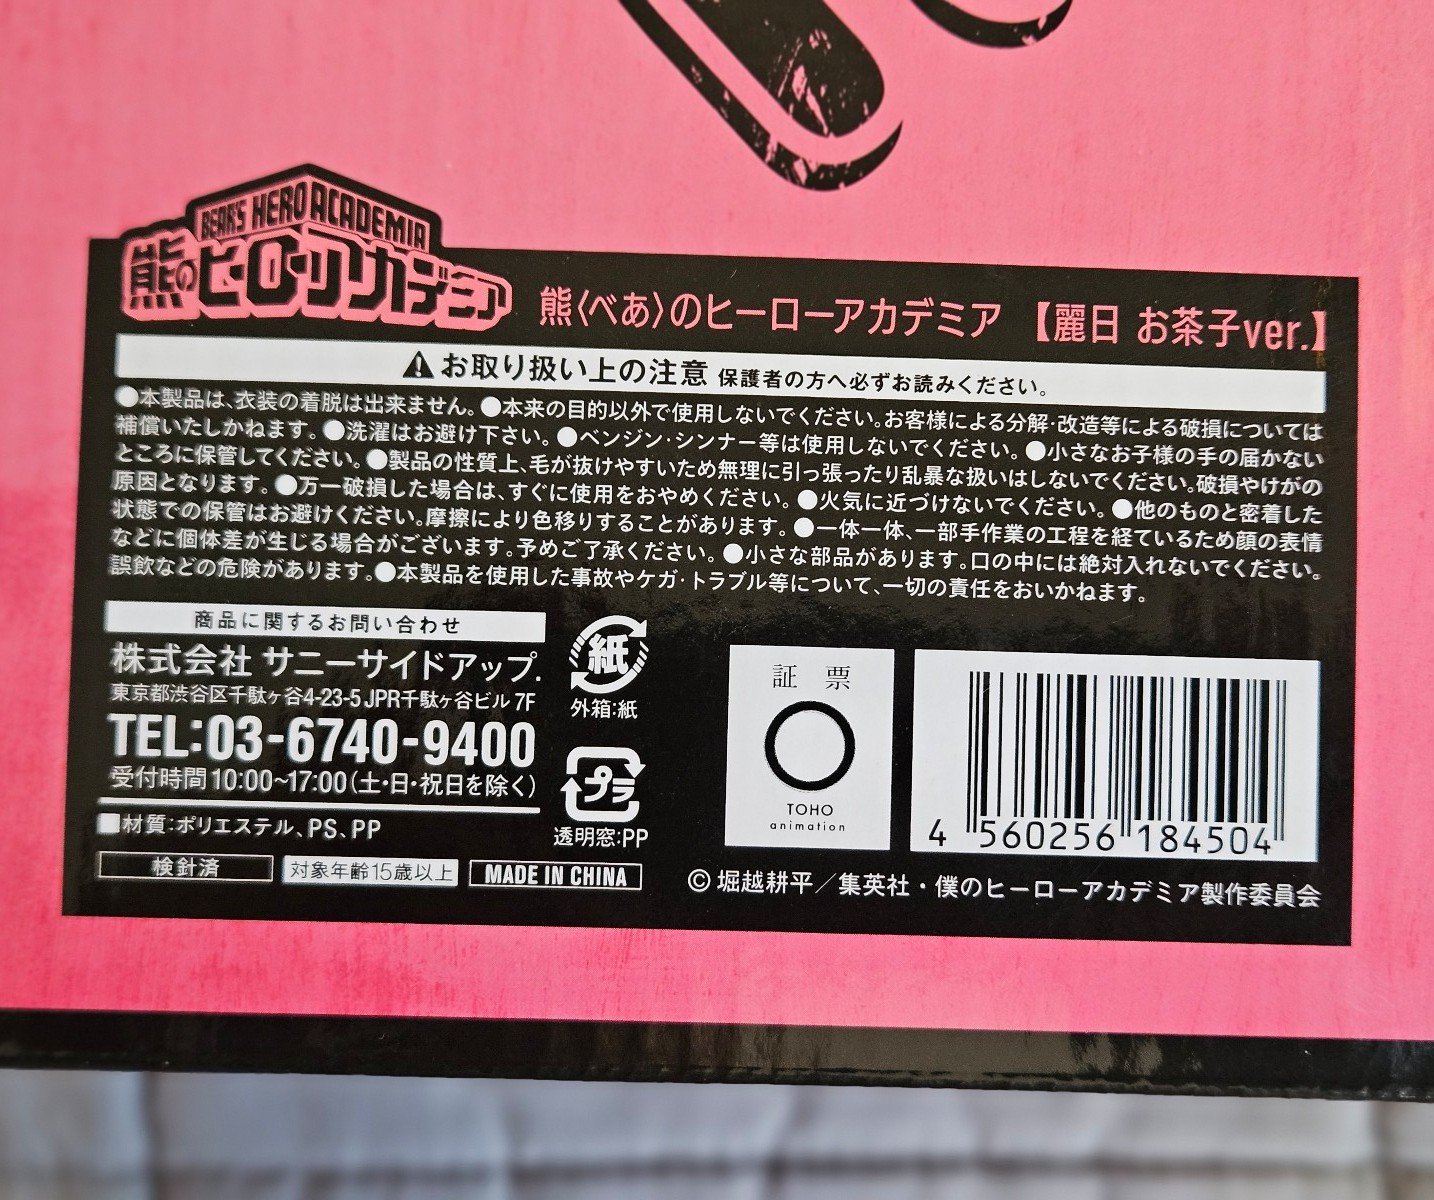 BEAR'S HERO ACADEMIA
熊のヒーローアカデミア
熊〈べあ〉のヒーローアカデミア 【麗日 お茶子ver.】
お取り扱い上の注意 保護者の方へ必ずお読みください。
●本製品は、衣装の着脱は出来ません。●本来の目的以外で使用しないでください。お客様による分解・改造等による破損については
補償いたしかねます。●洗濯はお避け下さい。●ベンジン・シンナー等は使用しないでください。●小さなお子様の手の届かない
ところに保管してください。●製品の性質上、毛が抜けやすいため無理に引っ張ったり乱暴な扱いはしないでください。破損やけがの
原因となります。●万一破損した場合は、すぐに使用をおやめください。●火気に近づけないでください。●他のものと密着した
状態での保管はお避けください。摩擦により色移りすることがあります。●一体一体、一部手作業の工程を経ているため顔の表情
などに個体差が生じる場合がございます。予めご了承ください。●小さな部品があります。口の中には絶対入れないでください。
誤飲などの危険があります。●本製品を使用した事故やケガ・トラブル等について、一切の責任をおいかねます。
商品に関するお問い合わせ
株式会社 サニーサイドアップ.
東京都渋谷区千駄ヶ谷4-23-5 JPR千駄ヶ谷ビル 7F
TEL:03-6740-9400
受付時間 10:00~17:00(土・日・祝日を除く)
■材質:ポリエステル、PS、PP
検針済
対象年齢15歳以上
MADE IN CHINA
紙
外箱:紙
プラ
透明窓:PP
証 票
TOHO
animation
4 560256 184504
© 堀越耕平／集英社・僕のヒーローアカデミア製作委員会